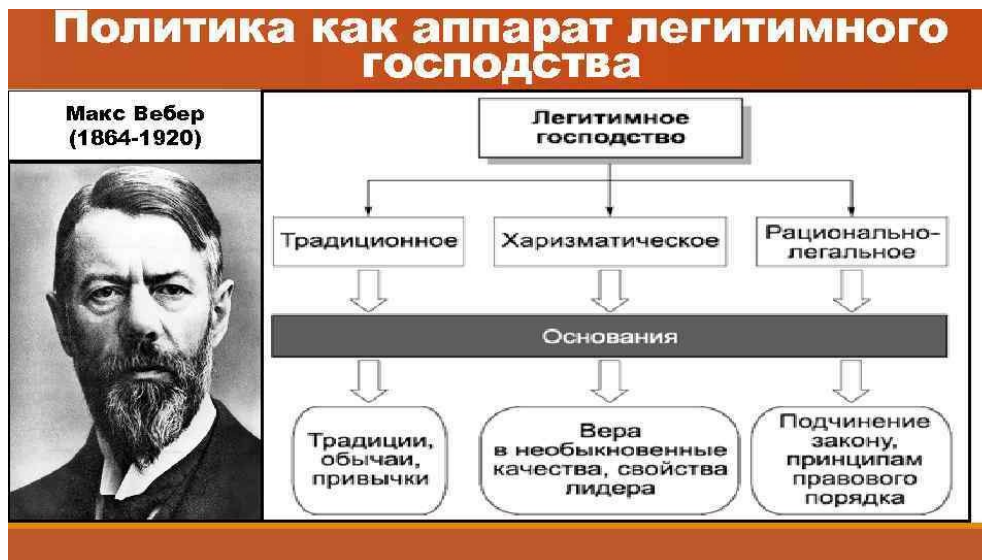 Политика как аппарат легитимного
господства
Макс Вебер
(1864-1920)
Легитимное
господство
Традиционное
Харизматическое
Рационально-
легальное
Основания
Традиции,
обычаи,
привычки
Вера
в необыкновенные
качества, свойства
лидера
Подчинение
закону,
принципам
правового
порядка